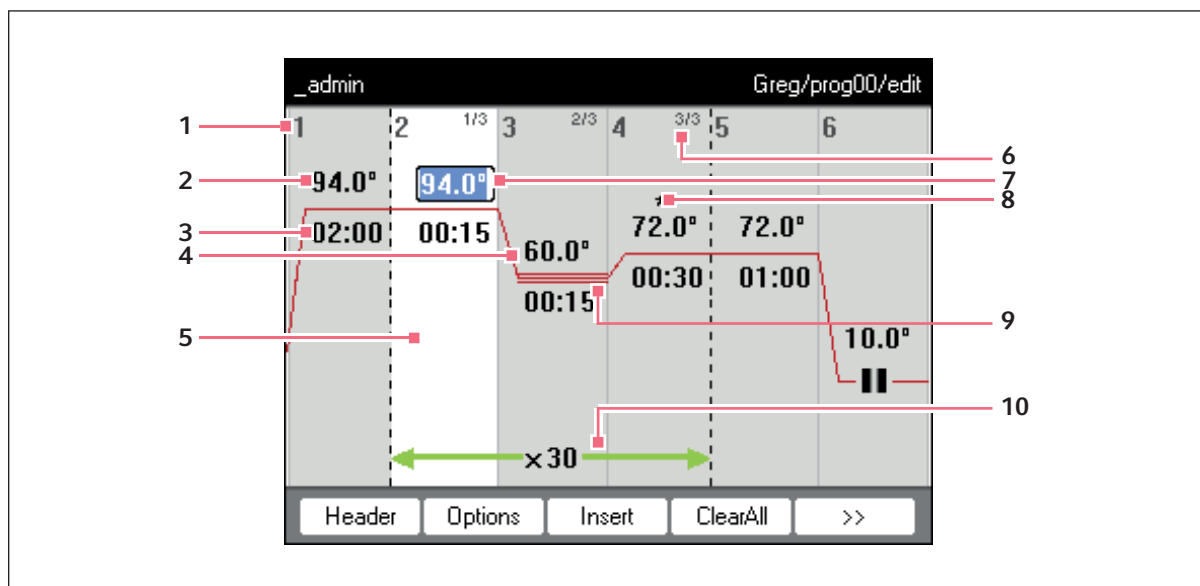 _admin Greg/prog00/edit
1 1 2 1/3 3 2/3 4 3/3 5 6
6
2 94.0° 94.0° 7
* 8
72.0° 72.0°
3 02:00 00:15
4 60.0°
00:30 01:00
00:15
9
5
10.0°
10
×30
Header Options Insert ClearAll >>